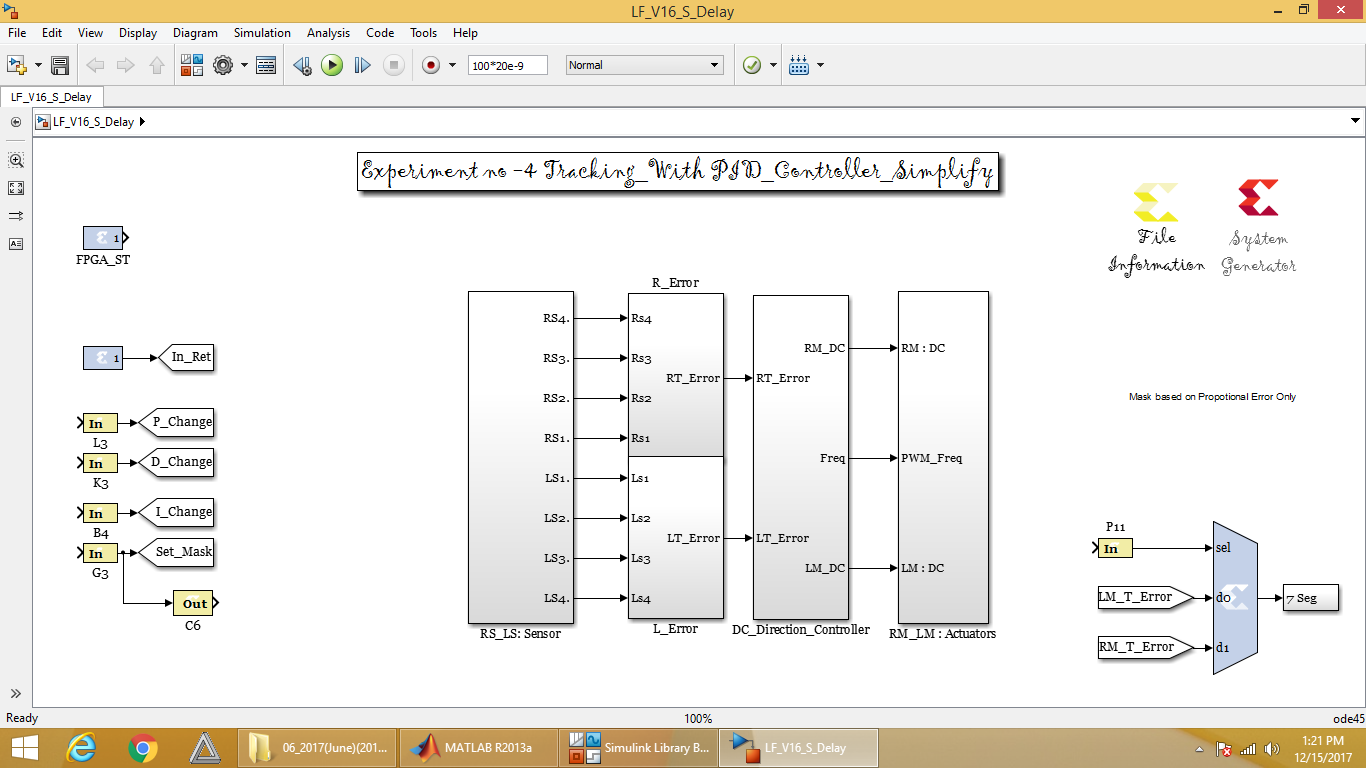 LF_V16_S_Delay
File Edit View Display Diagram Simulation Analysis Code Tools Help
100*20e-9 Normal
LF_V16_S_Delay
LF_V16_S_Delay
Experiment no -4 Tracking_With PID_Controller_Simplify
File
Information
System
Generator
1
FPGA_ST
1 In_Ret
In P_Change
L3
In D_Change
K3
In I_Change
B4
In Set_Mask
G3
Out
C6
RS4.
RS3.
RS2.
RS1.
LS1.
LS2.
LS3.
LS4.
RS_LS: Sensor
R_Error
Rs4
Rs3
RT_Error
Rs2
Rs1
Ls1
Ls2
LT_Error
Ls3
Ls4
L_Error
RM_DC
RT_Error
Freq
LT_Error
LM_DC
DC_Direction_Controller
RM : DC
PWM_Freq
LM : DC
RM_LM : Actuators
Mask based on Propotional Error Only
P11
In sel
LM_T_Error d0
7 Seg
RM_T_Error d1
Ready 100% ode45
06_2017(June)(201... MATLAB R2013a Simulink Library B... LF_V16_S_Delay
1:21 PM
12/15/2017